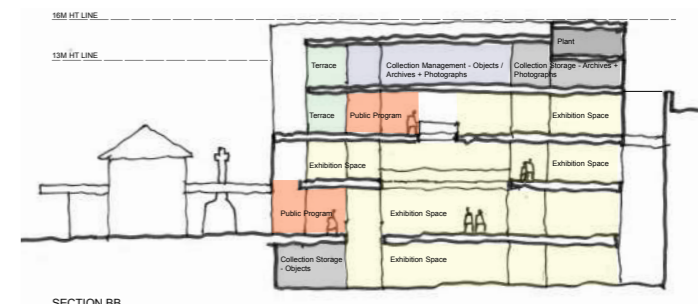 16M HT LINE
13M HT LINE
Plant
Terrace
Collection Management - Objects /
Archives + Photographs
Collection Storage - Archives +
Photographs
Terrace
Public Program
Exhibition Space
Exhibition Space
Exhibition Space
Public Program
Exhibition Space
Collection Storage
- Objects
Exhibition Space
SECTION BB